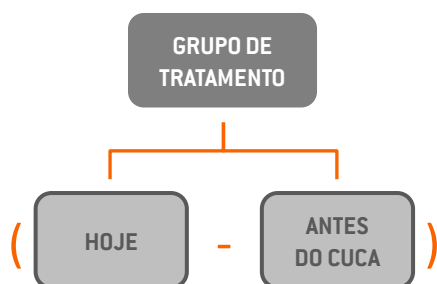 GRUPO DE
TRATAMENTO
( HOJE - ANTES
DO CUCA )